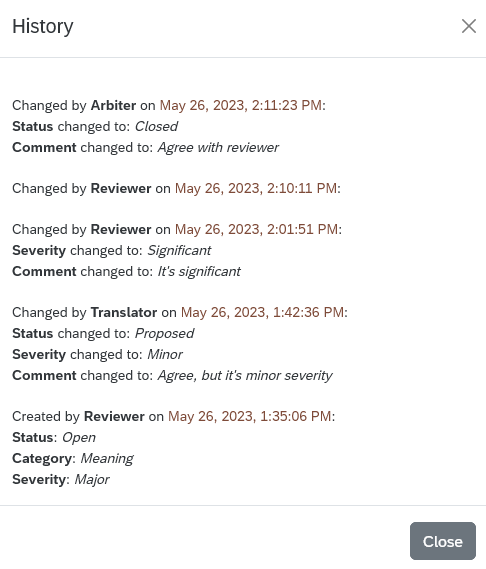 History
Changed by Arbiter on May 26, 2023, 2:11:23 PM:
Status changed to: Closed
Comment changed to: Agree with reviewer
Changed by Reviewer on May 26, 2023, 2:10:11 PM:
Changed by Reviewer on May 26, 2023, 2:01:51 PM:
Severity changed to: Significant
Comment changed to: It's significant
Changed by Translator on May 26, 2023, 1:42:36 PM:
Status changed to: Proposed
Severity changed to: Minor
Comment changed to: Agree, but it's minor severity
Created by Reviewer on May 26, 2023, 1:35:06 PM:
Status: Open
Category: Meaning
Severity: Major
Close